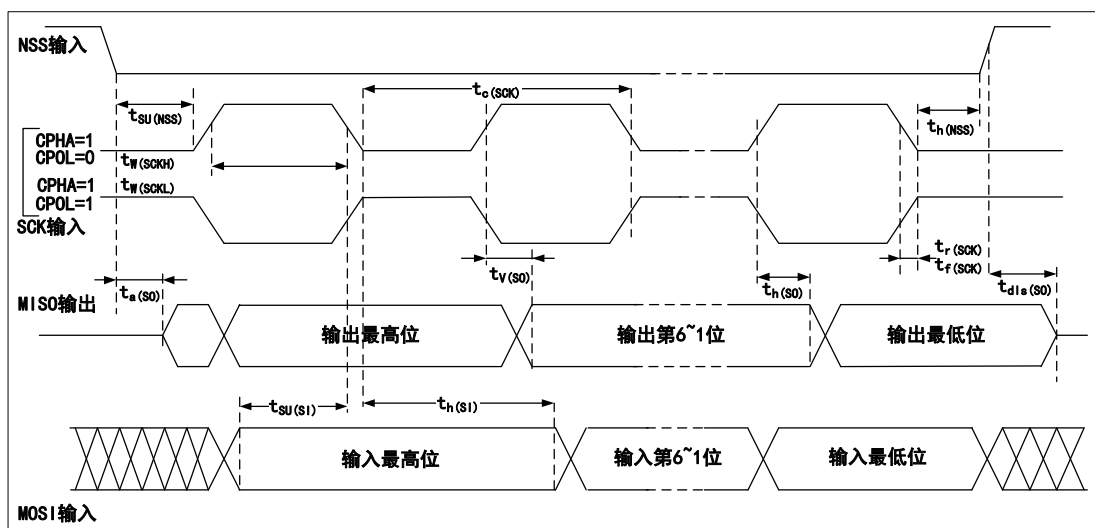 NSS输入
tc(SCK)
tSU(NSS)
th(NSS)
CPHA=1
CPOL=0
tW(SCKH)
CPHA=1
tW(SCKL)
CPOL=1
SCK输入
tr(SCK)
tV(SO)
tf(SCK)
ta(SO)
th(SO)
tdis(SO)
MISO输出
输出最高位
输出第6~1位
输出最低位
tSU(SI)
th(SI)
输入最高位
输入第6~1位
输入最低位
MOSI输入